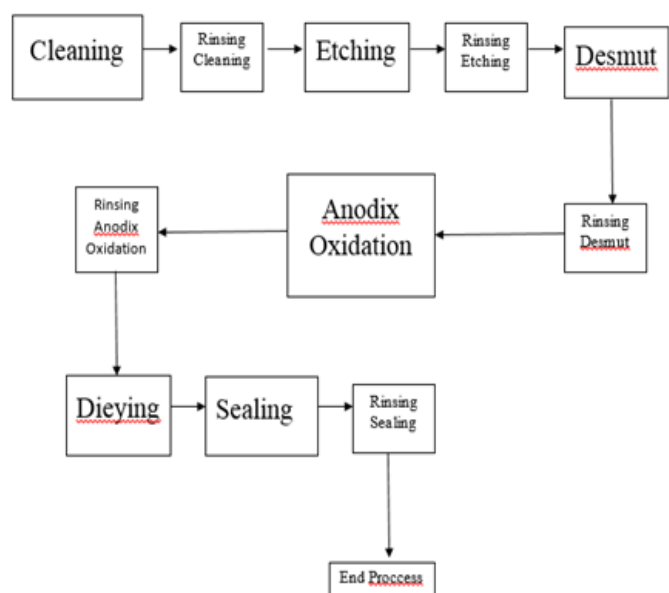 Cleaning
Rinsing
Cleaning
Etching
Rinsing
Etching
Desmut
Rinsing
Desmut
Anodix
Oxidation
Rinsing
Anodix
Oxidation
Dieying
Sealing
Rinsing
Sealing
End Proccess